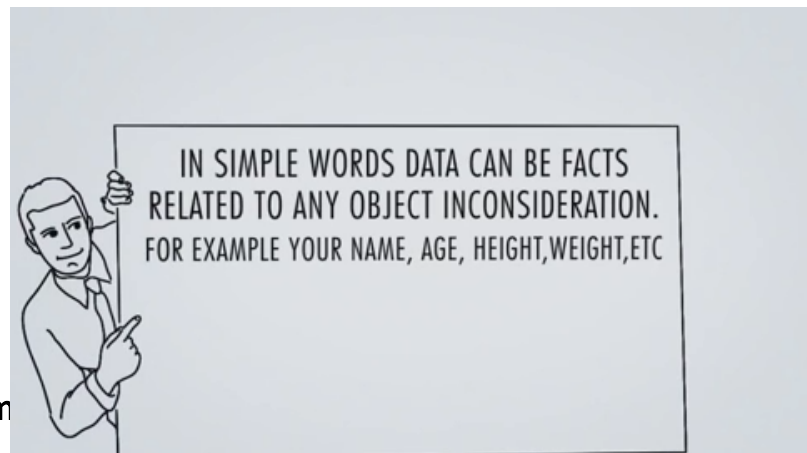 IN SIMPLE WORDS DATA CAN BE FACTS
RELATED TO ANY OBJECT INCONSIDERATION.
FOR EXAMPLE YOUR NAME, AGE, HEIGHT,WEIGHT,ETC